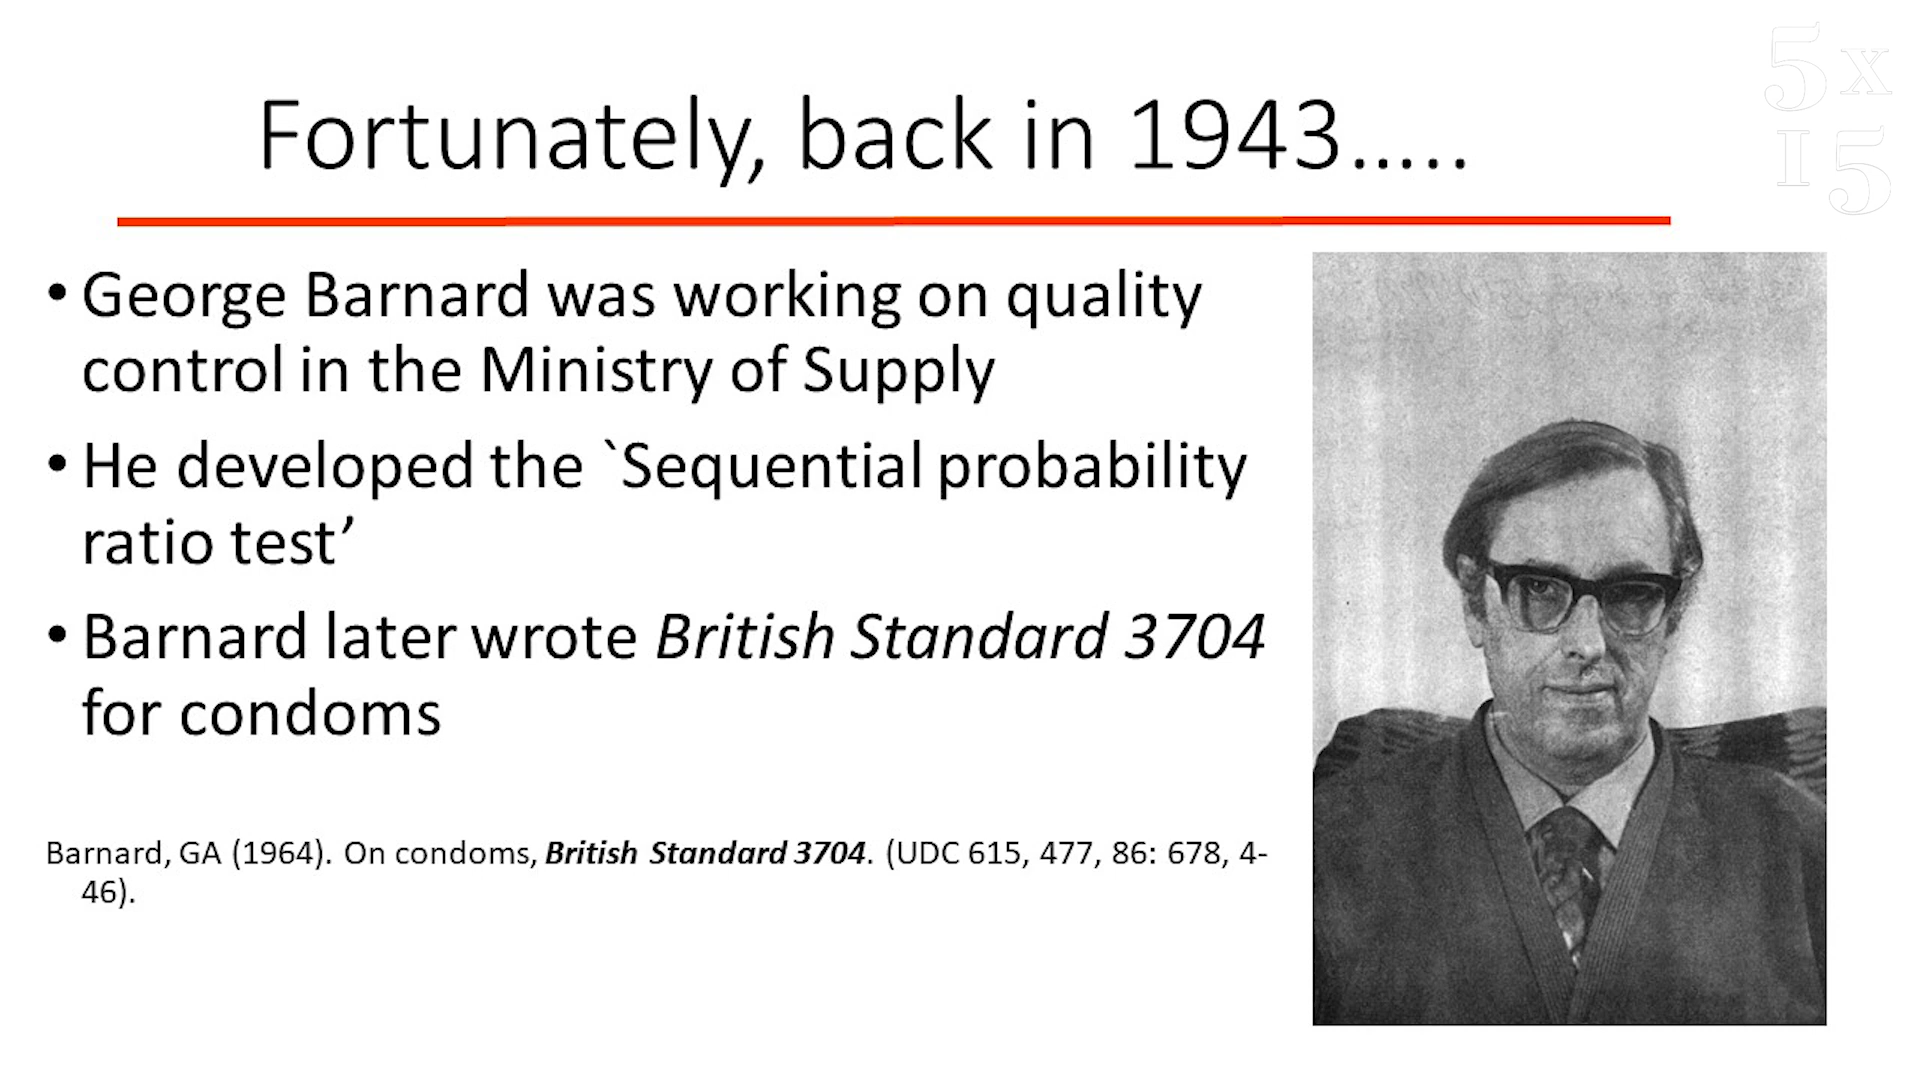 5x
15
Fortunately, back in 1943.....
• George Barnard was working on quality
control in the Ministry of Supply
• He developed the `Sequential probability
ratio test’
• Barnard later wrote British Standard 3704
for condoms
Barnard, GA (1964). On condoms, British Standard 3704. (UDC 615, 477, 86: 678, 4-
46).